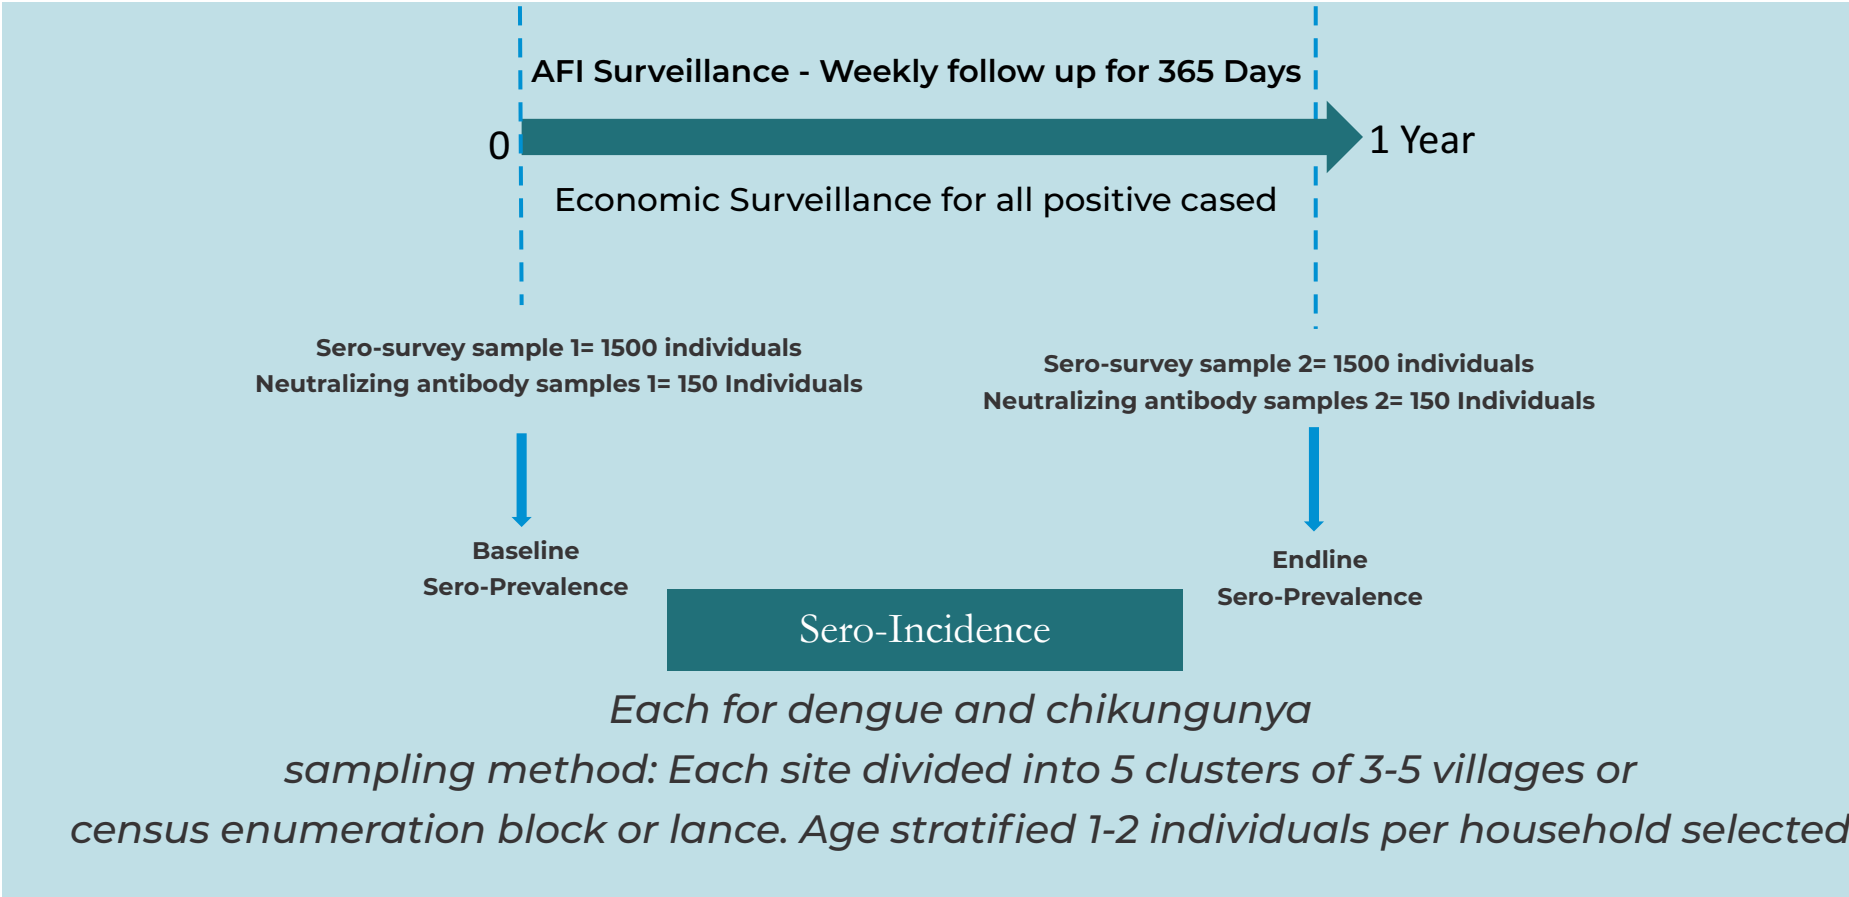 AFI Surveillance - Weekly follow up for 365 Days
0
1 Year
Economic Surveillance for all positive cased
Sero-survey sample 1= 1500 individuals
Neutralizing antibody samples 1= 150 Individuals
Sero-survey sample 2= 1500 individuals
Neutralizing antibody samples 2= 150 Individuals
Baseline
Sero-Prevalence
Endline
Sero-Prevalence
Sero-Incidence
Each for dengue and chikungunya
sampling method: Each site divided into 5 clusters of 3-5 villages or
census enumeration block or lance. Age stratified 1-2 individuals per household selected